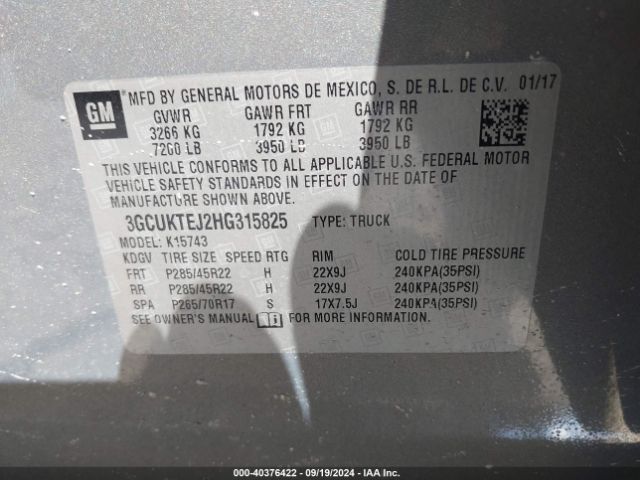 GM
*MFD BY GENERAL MOTORS DE MEXICO, S. DE R.L. DE C.V. 01/17
GVWR GAWR FRT GAWR RR
3266 KG 1792 KG 1792 KG
7200 LB 3950 LB 3950 LB
THIS VEHICLE CONFORMS TO ALL APPLICABLE U.S. FEDERAL MOTOR
VEHICLE SAFETY STANDARDS IN EFFECT ON THE DATE OF
MANUFACTURE SHOWN ABOVE.
3GCUKTEJ2HG315825 TYPE: TRUCK
MODEL: K15743
KDGV TIRE SIZE SPEED RTG RIM COLD TIRE PRESSURE
FRT P285/45R22 H 22X9J 240KPA(35PSI)
RR P285/45R22 H 22X9J 240KPA(35PSI)
SPA P265/70R17 S 17X7.5J 240KPA(35PSI)
SEE OWNER'S MANUAL FOR MORE INFORMATION.
000-40376422 - 09/19/2024 - IAA Inc.